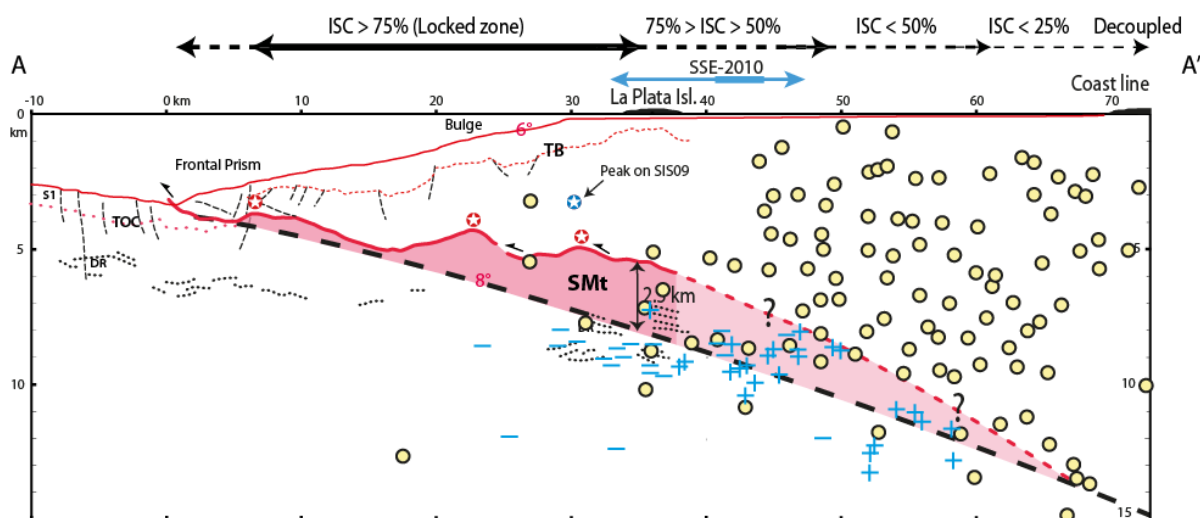 ISC > 75% (Locked zone)
75% > ISC > 50%
ISC < 50%
ISC < 25%
Decoupled
A
SSE-2010
A'
La Plata Isl.
Coast line
-10
0 km
10
20
30
40
50
60
70
0
km
Bulge
6°
TB
Frontal Prism
Peak on SIS09
S1
TOC
DR
5
8°
SMt
2.5 km
?
5
10
10
?
15